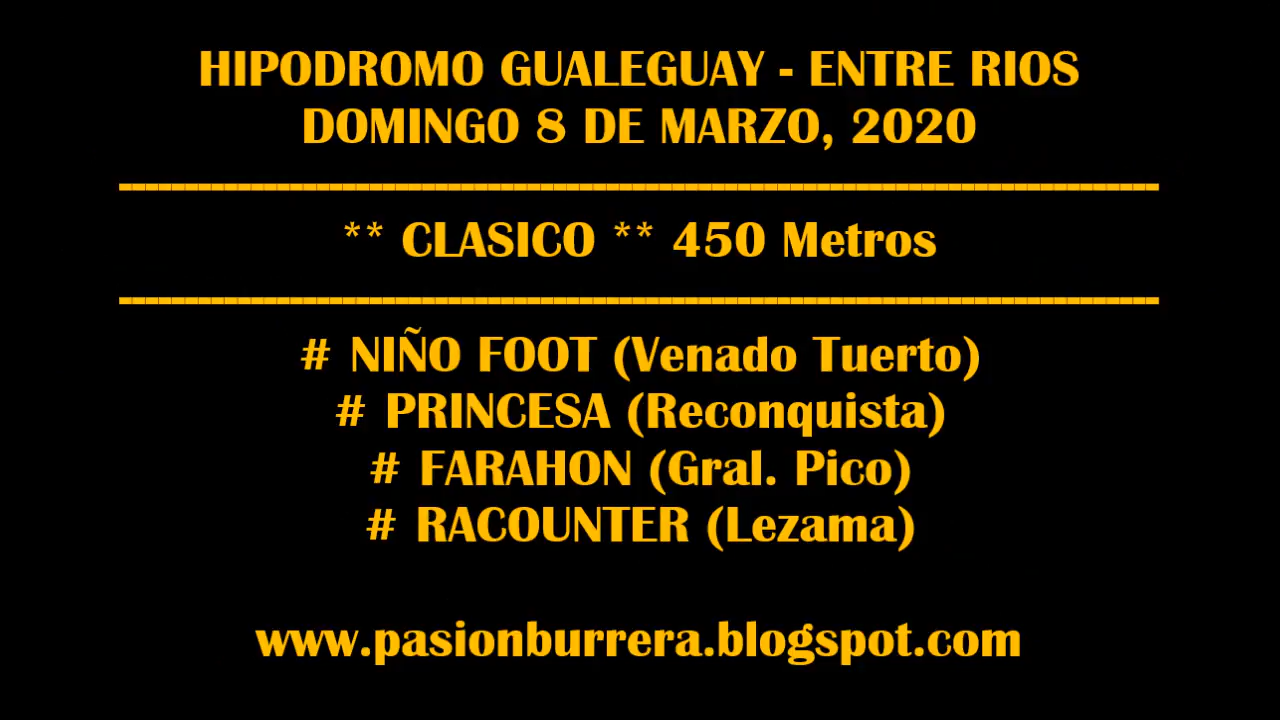 HIPODROMO GUALEGUAY - ENTRE RIOS
DOMINGO 8 DE MARZO, 2020
** CLASICO ** 450 Metros
# NIÑO FOOT (Venado Tuerto)
# PRINCESA (Reconquista)
# FARAHON (Gral. Pico)
# RACOUNTER (Lezama)
www.pasionburrera.blogspot.com